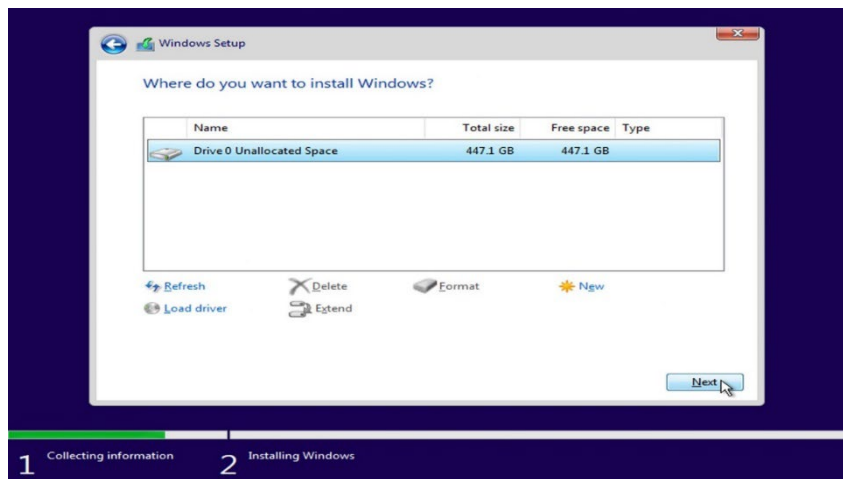 Windows Setup
Where do you want to install Windows?
Name Total size Free space Type
Drive 0 Unallocated Space 447.1 GB 447.1 GB
Refresh Delete Format New
Load driver Extend
Next
1 Collecting information 2 Installing Windows